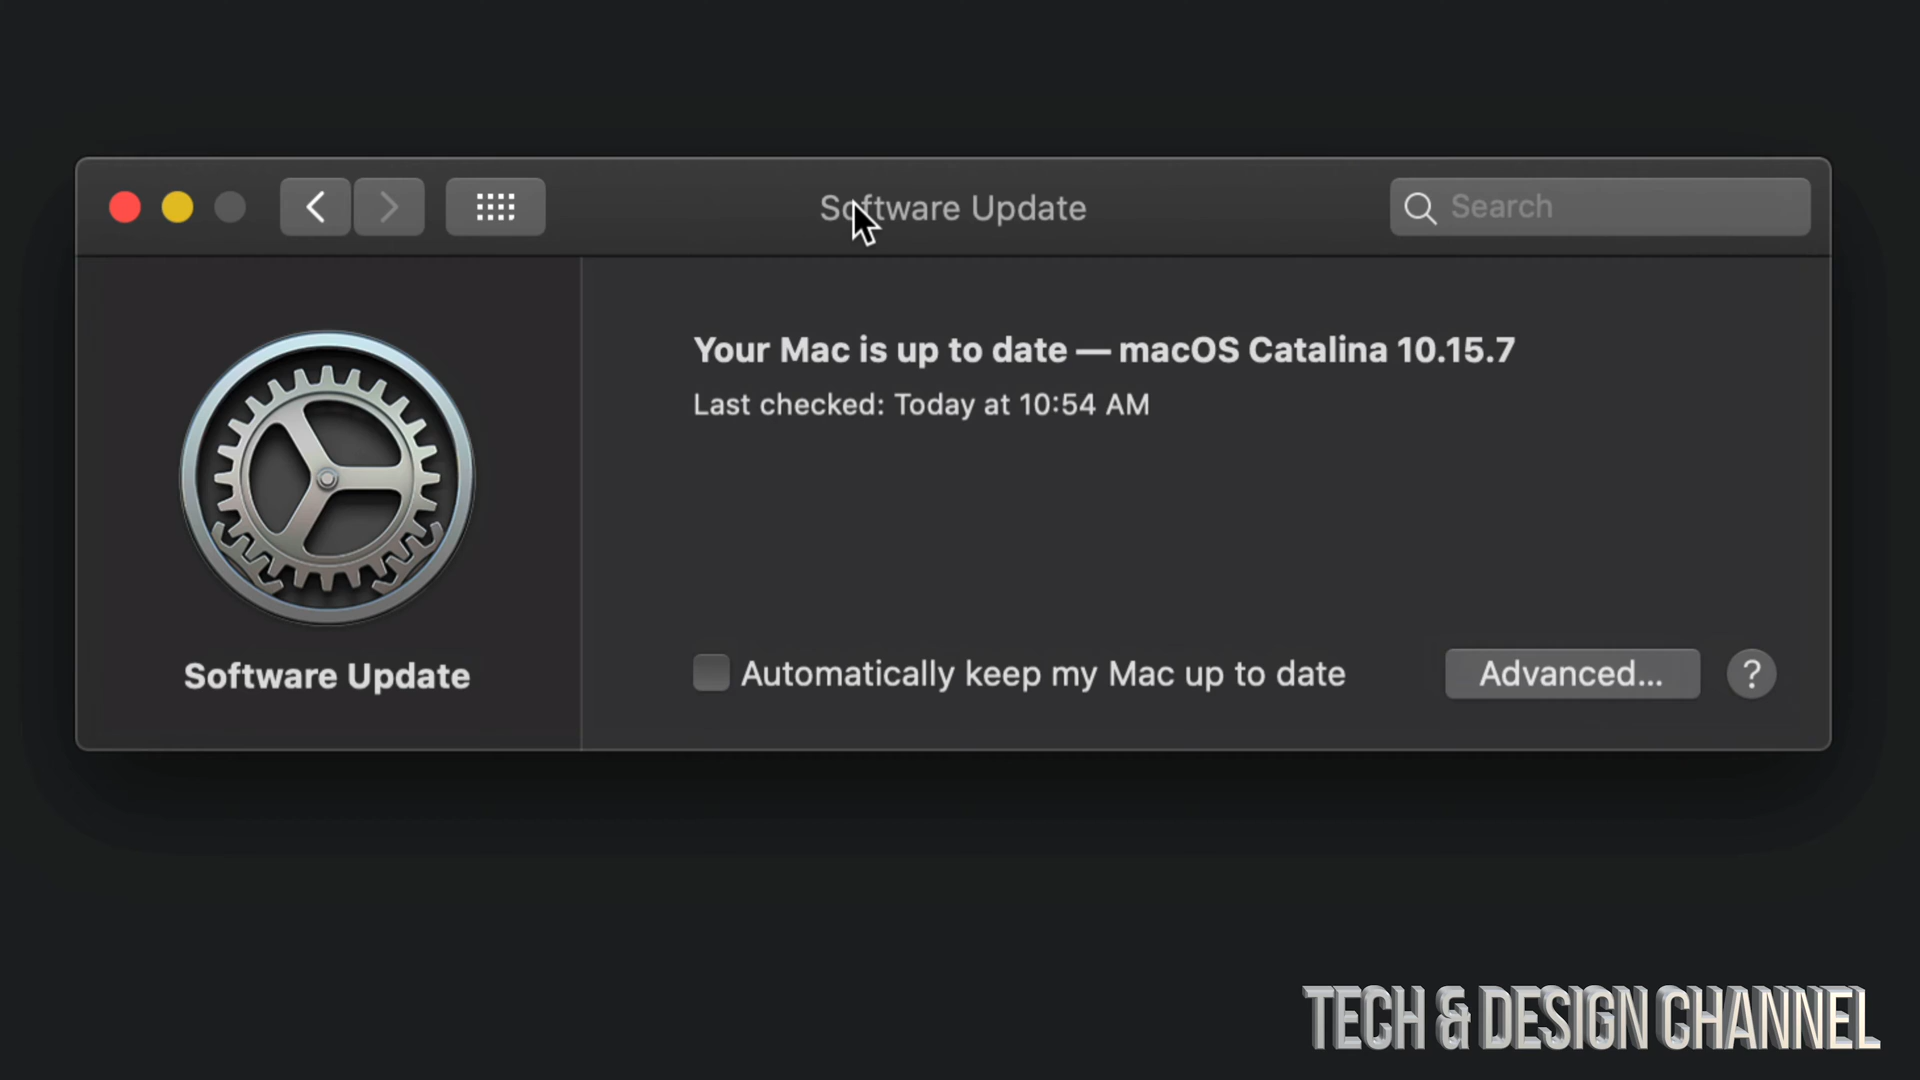 Software Update
Search
Your Mac is up to date — macOS Catalina 10.15.7
Last checked: Today at 10:54 AM
Software Update
Automatically keep my Mac up to date
Advanced...
?
TECH & DESIGN CHANNEL